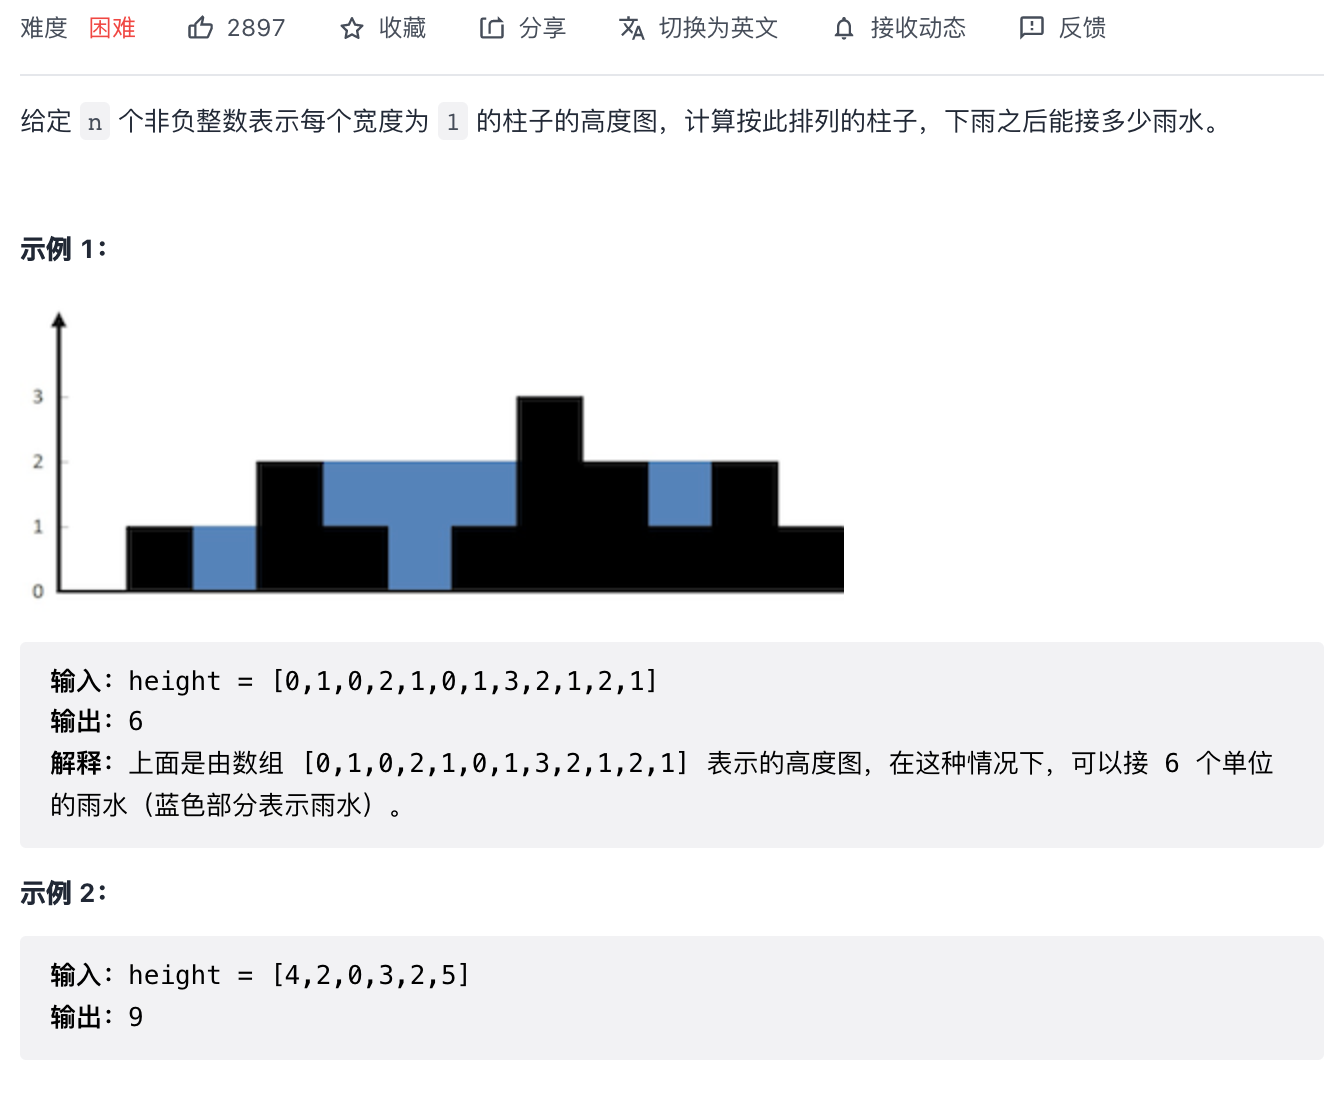 难度 困难 2897 收藏 分享 切换为英文 接收动态 反馈
给定 n 个非负整数表示每个宽度为 1 的柱子的高度图，计算按此排列的柱子，下雨之后能接多少雨水。
示例 1：
3
2
1
0
输入：height = [0,1,0,2,1,0,1,3,2,1,2,1]
输出：6
解释：上面是由数组 [0,1,0,2,1,0,1,3,2,1,2,1] 表示的高度图，在这种情况下，可以接 6 个单位
的雨水（蓝色部分表示雨水）。
示例 2：
输入：height = [4,2,0,3,2,5]
输出：9